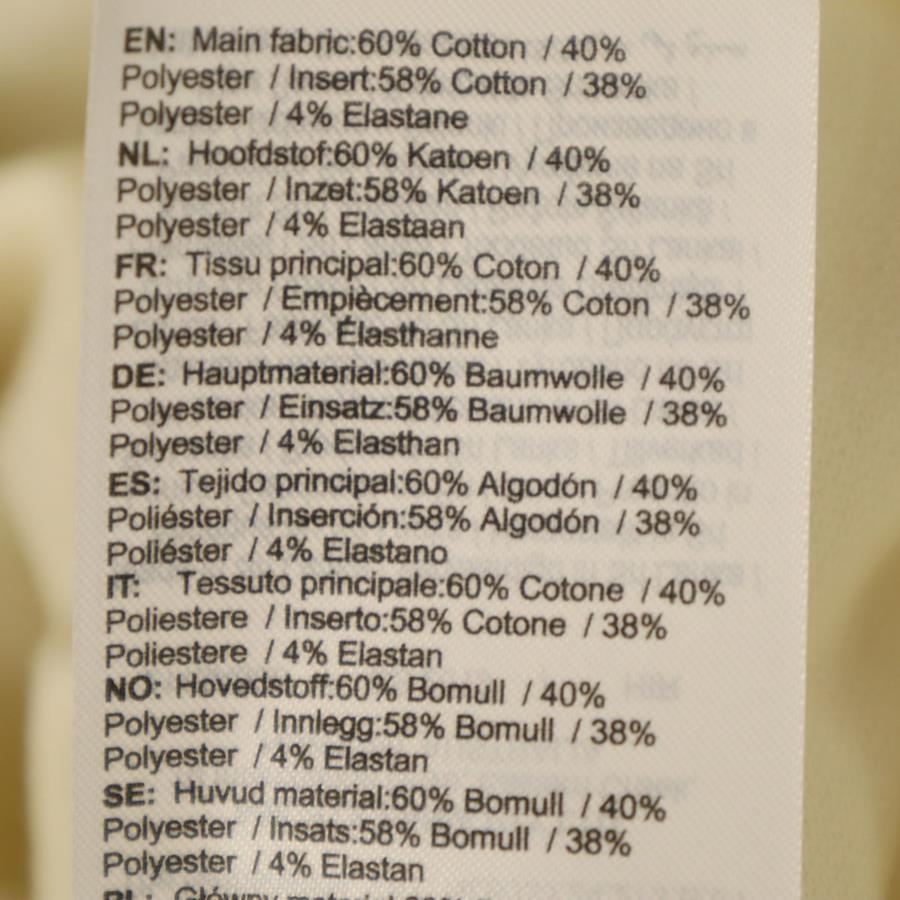 EN: Main fabric:60% Cotton / 40%
Polyester / Insert:58% Cotton / 38%
Polyester / 4% Elastane
NL: Hoofdstof:60% Katoen / 40%
Polyester / Inzet:58% Katoen / 38%
Polyester / 4% Elastaan
FR: Tissu principal:60% Coton / 40%
Polyester / Empiècement:58% Coton / 38%
Polyester / 4% Élasthanne
DE: Hauptmaterial:60% Baumwolle / 40%
Polyester / Einsatz:58% Baumwolle / 38%
Polyester / 4% Elasthan
ES: Tejido principal:60% Algodón / 40%
Poliéster / Inserción:58% Algodón / 38%
Poliéster / 4% Elastano
IT: Tessuto principale:60% Cotone / 40%
Poliestere / Inserto:58% Cotone / 38%
Poliestere / 4% Elastan
NO: Hovedstoff:60% Bomull / 40%
Polyester / Innlegg:58% Bomull / 38%
Polyester / 4% Elastan
SE: Huvud material:60% Bomull / 40%
Polyester / Insats:58% Bomull / 38%
Polyester / 4% Elastan
PL: Główny